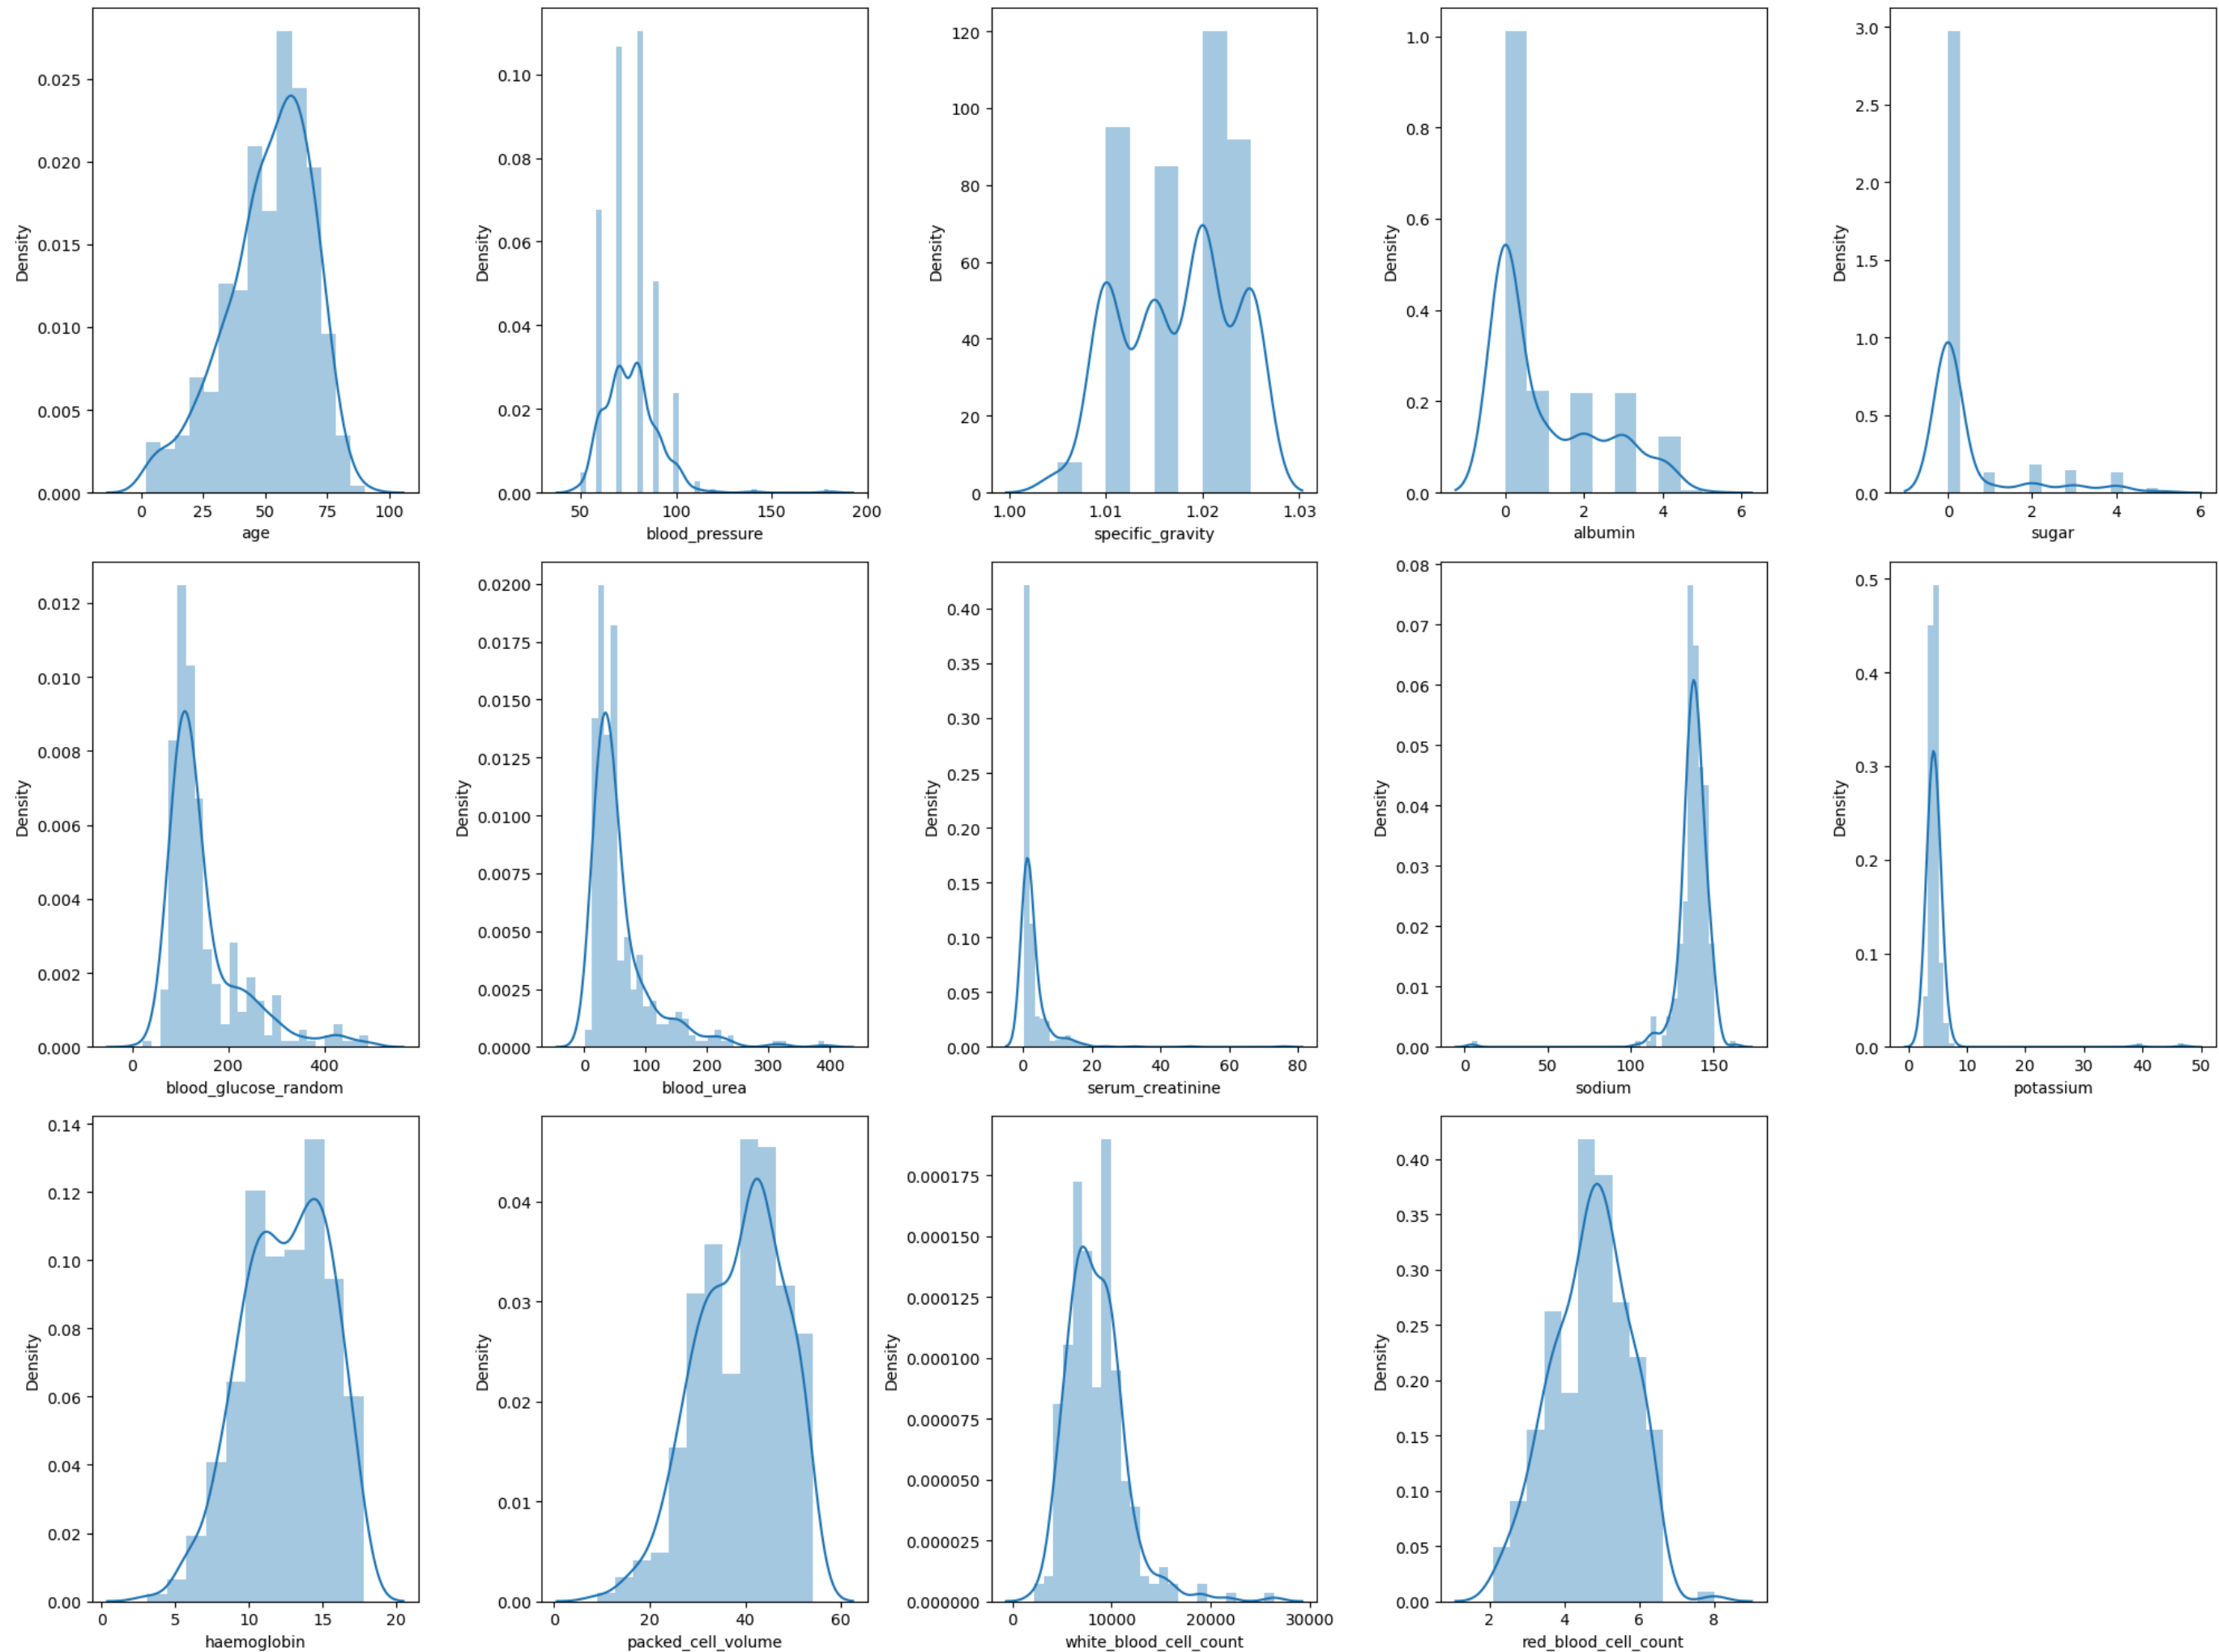 Density
0.025
0.020
0.015
0.010
0.005
0.000
0 25 50 75 100
age
Density
0.10
0.08
0.06
0.04
0.02
0.00
50 100 150 200
blood_pressure
Density
120
100
80
60
40
20
0
1.00 1.01 1.02 1.03
specific_gravity
Density
1.0
0.8
0.6
0.4
0.2
0.0
0 2 4 6
albumin
Density
3.0
2.5
2.0
1.5
1.0
0.5
0.0
0 2 4 6
sugar
Density
0.012
0.010
0.008
0.006
0.004
0.002
0.000
0 200 400
blood_glucose_random
Density
0.0200
0.0175
0.0150
0.0125
0.0100
0.0075
0.0050
0.0025
0.0000
0 100 200 300 400
blood_urea
Density
0.40
0.35
0.30
0.25
0.20
0.15
0.10
0.05
0.00
0 20 40 60 80
serum_creatinine
Density
0.08
0.07
0.06
0.05
0.04
0.03
0.02
0.01
0.00
0 50 100 150
sodium
Density
0.5
0.4
0.3
0.2
0.1
0.0
0 10 20 30 40 50
potassium
Density
0.14
0.12
0.10
0.08
0.06
0.04
0.02
0.00
0 5 10 15 20
haemoglobin
Density
0.04
0.03
0.02
0.01
0.00
0 20 40 60
packed_cell_volume
Density
0.000175
0.000150
0.000125
0.000100
0.000075
0.000050
0.000025
0.000000
0 10000 20000 30000
white_blood_cell_count
Density
0.40
0.35
0.30
0.25
0.20
0.15
0.10
0.05
0.00
2 4 6 8
red_blood_cell_count